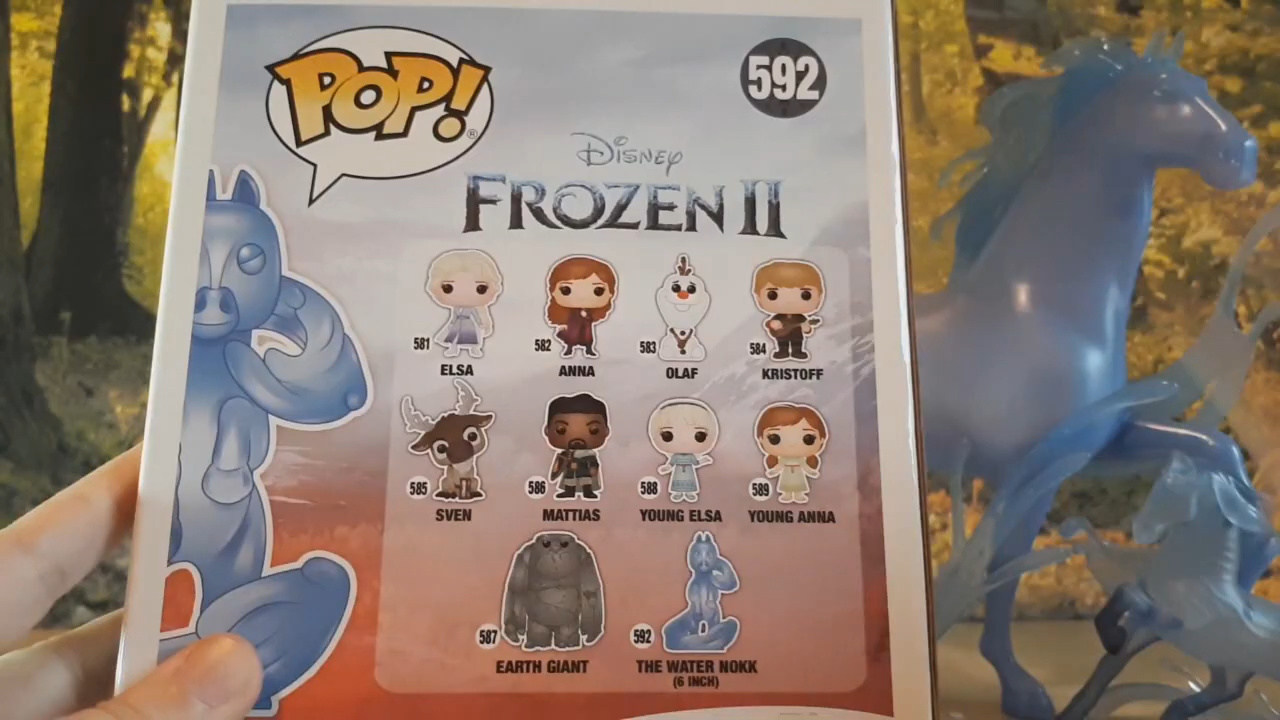 POP!®
592
DISNEY
FROZEN II
581
582
583
584
ELSA
ANNA
OLAF
KRISTOFF
585
586
588
589
SVEN
MATTIAS
YOUNG ELSA
YOUNG ANNA
587
592
EARTH GIANT
THE WATER NOKK
(6 INCH)